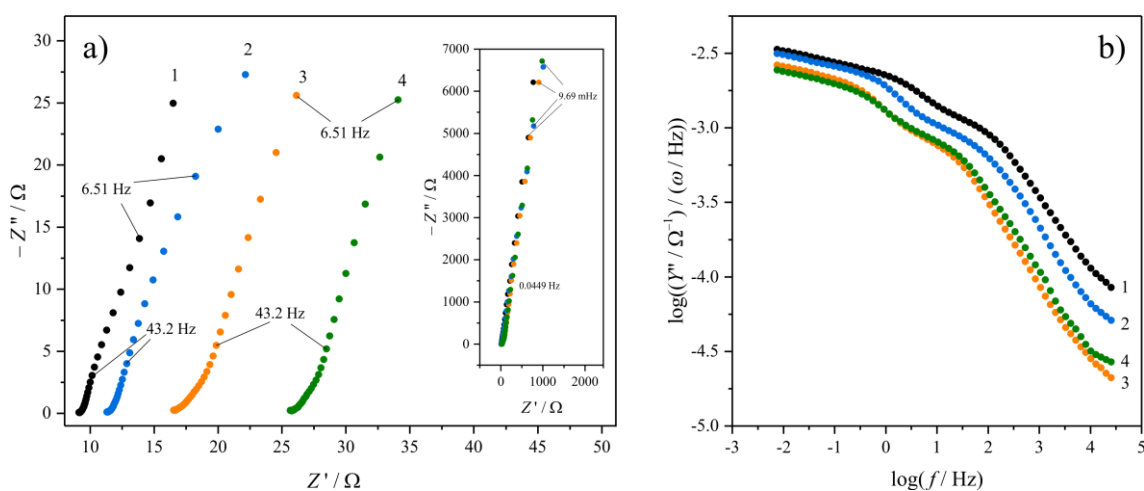 a)
30
25
20
15
10
5
0
−Z″ / Ω
10 15 20 25 30 35 40 45 50
Z′ / Ω
1
2
3
4
6.51 Hz
6.51 Hz
43.2 Hz
43.2 Hz
7000
6000
5000
4000
3000
2000
1000
0
−Z″ / Ω
0 1000 2000
Z′ / Ω
9.69 mHz
0.0449 Hz
b)
-2.5
-3.0
-3.5
-4.0
-4.5
-5.0
log((Y″ / Ω⁻¹) / (ω / Hz))
-3 -2 -1 0 1 2 3 4 5
log(f / Hz)
1
2
4
3